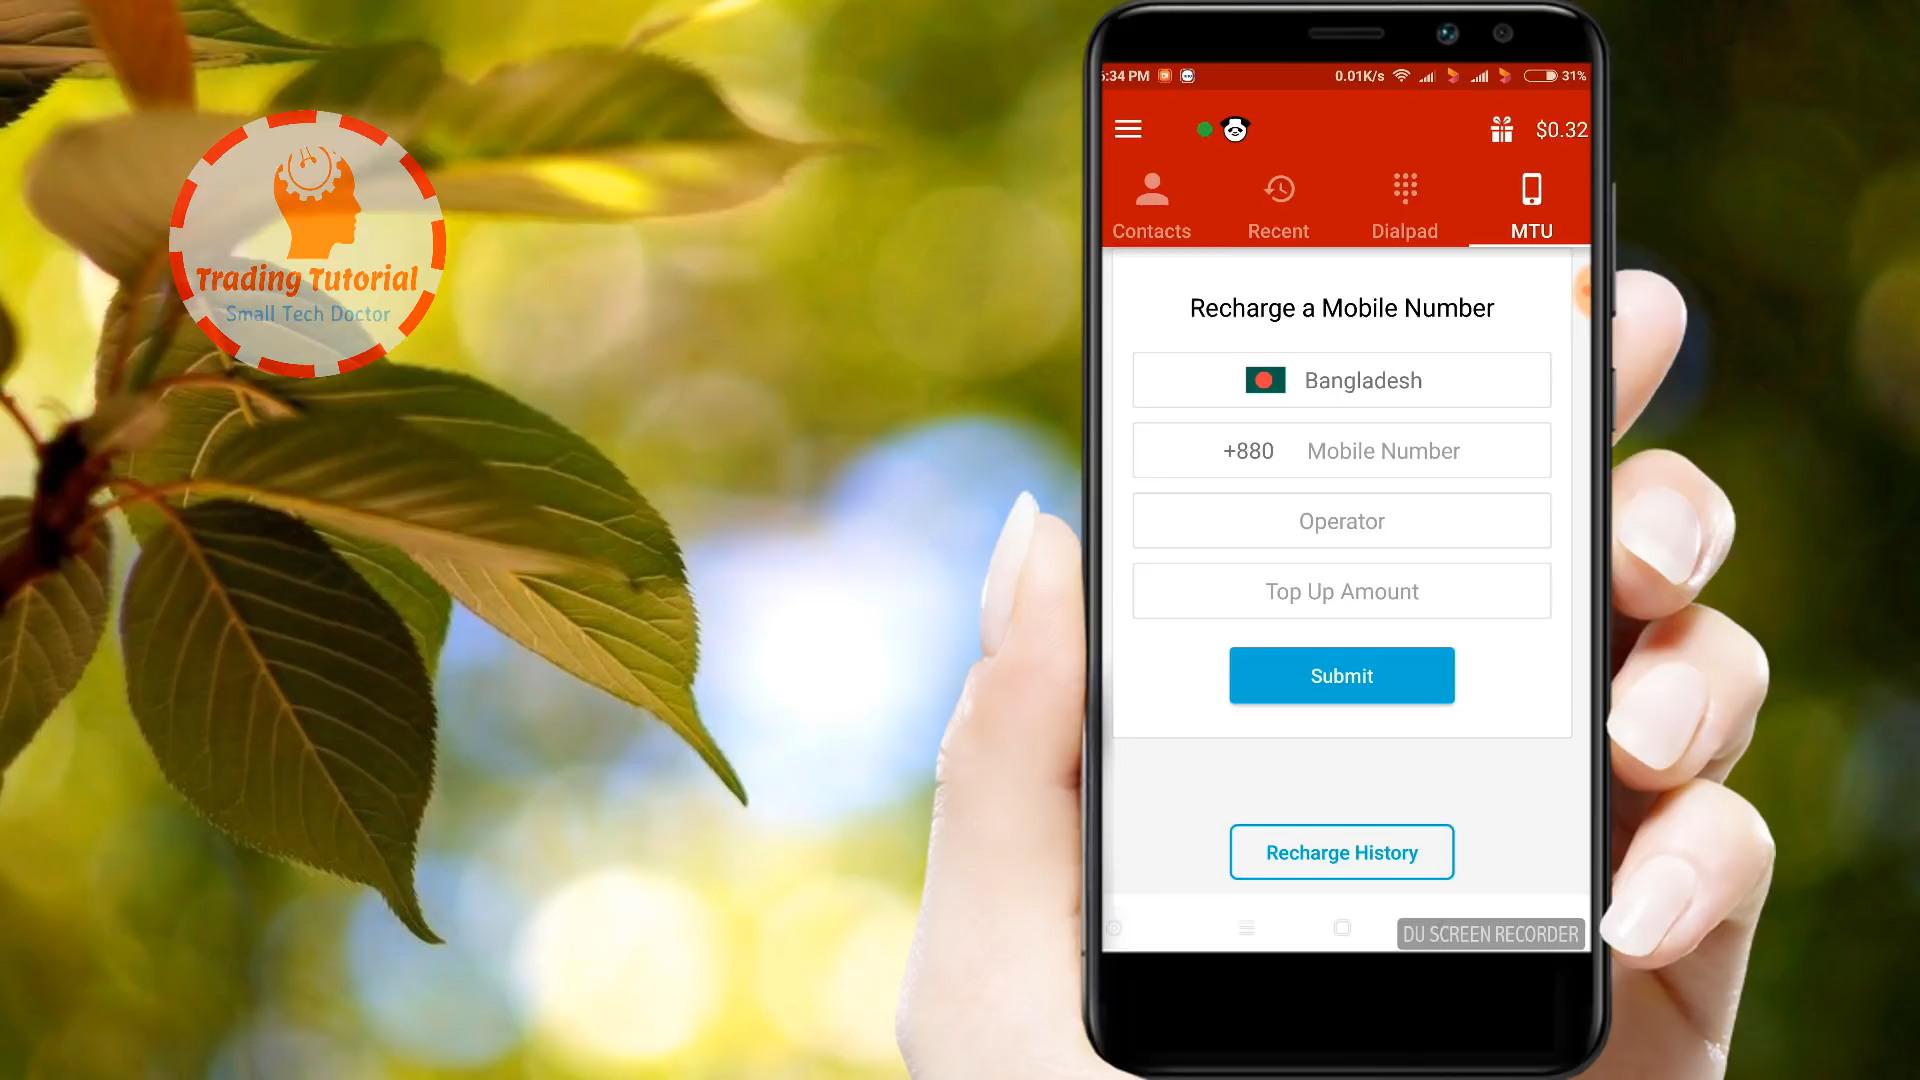 Trading Tutorial
Small Tech Doctor
5:34 PM
0.01K/s
31%
$0.32
Contacts
Recent
Dialpad
MTU
Recharge a Mobile Number
Bangladesh
+880 Mobile Number
Operator
Top Up Amount
Submit
Recharge History
DU SCREEN RECORDER